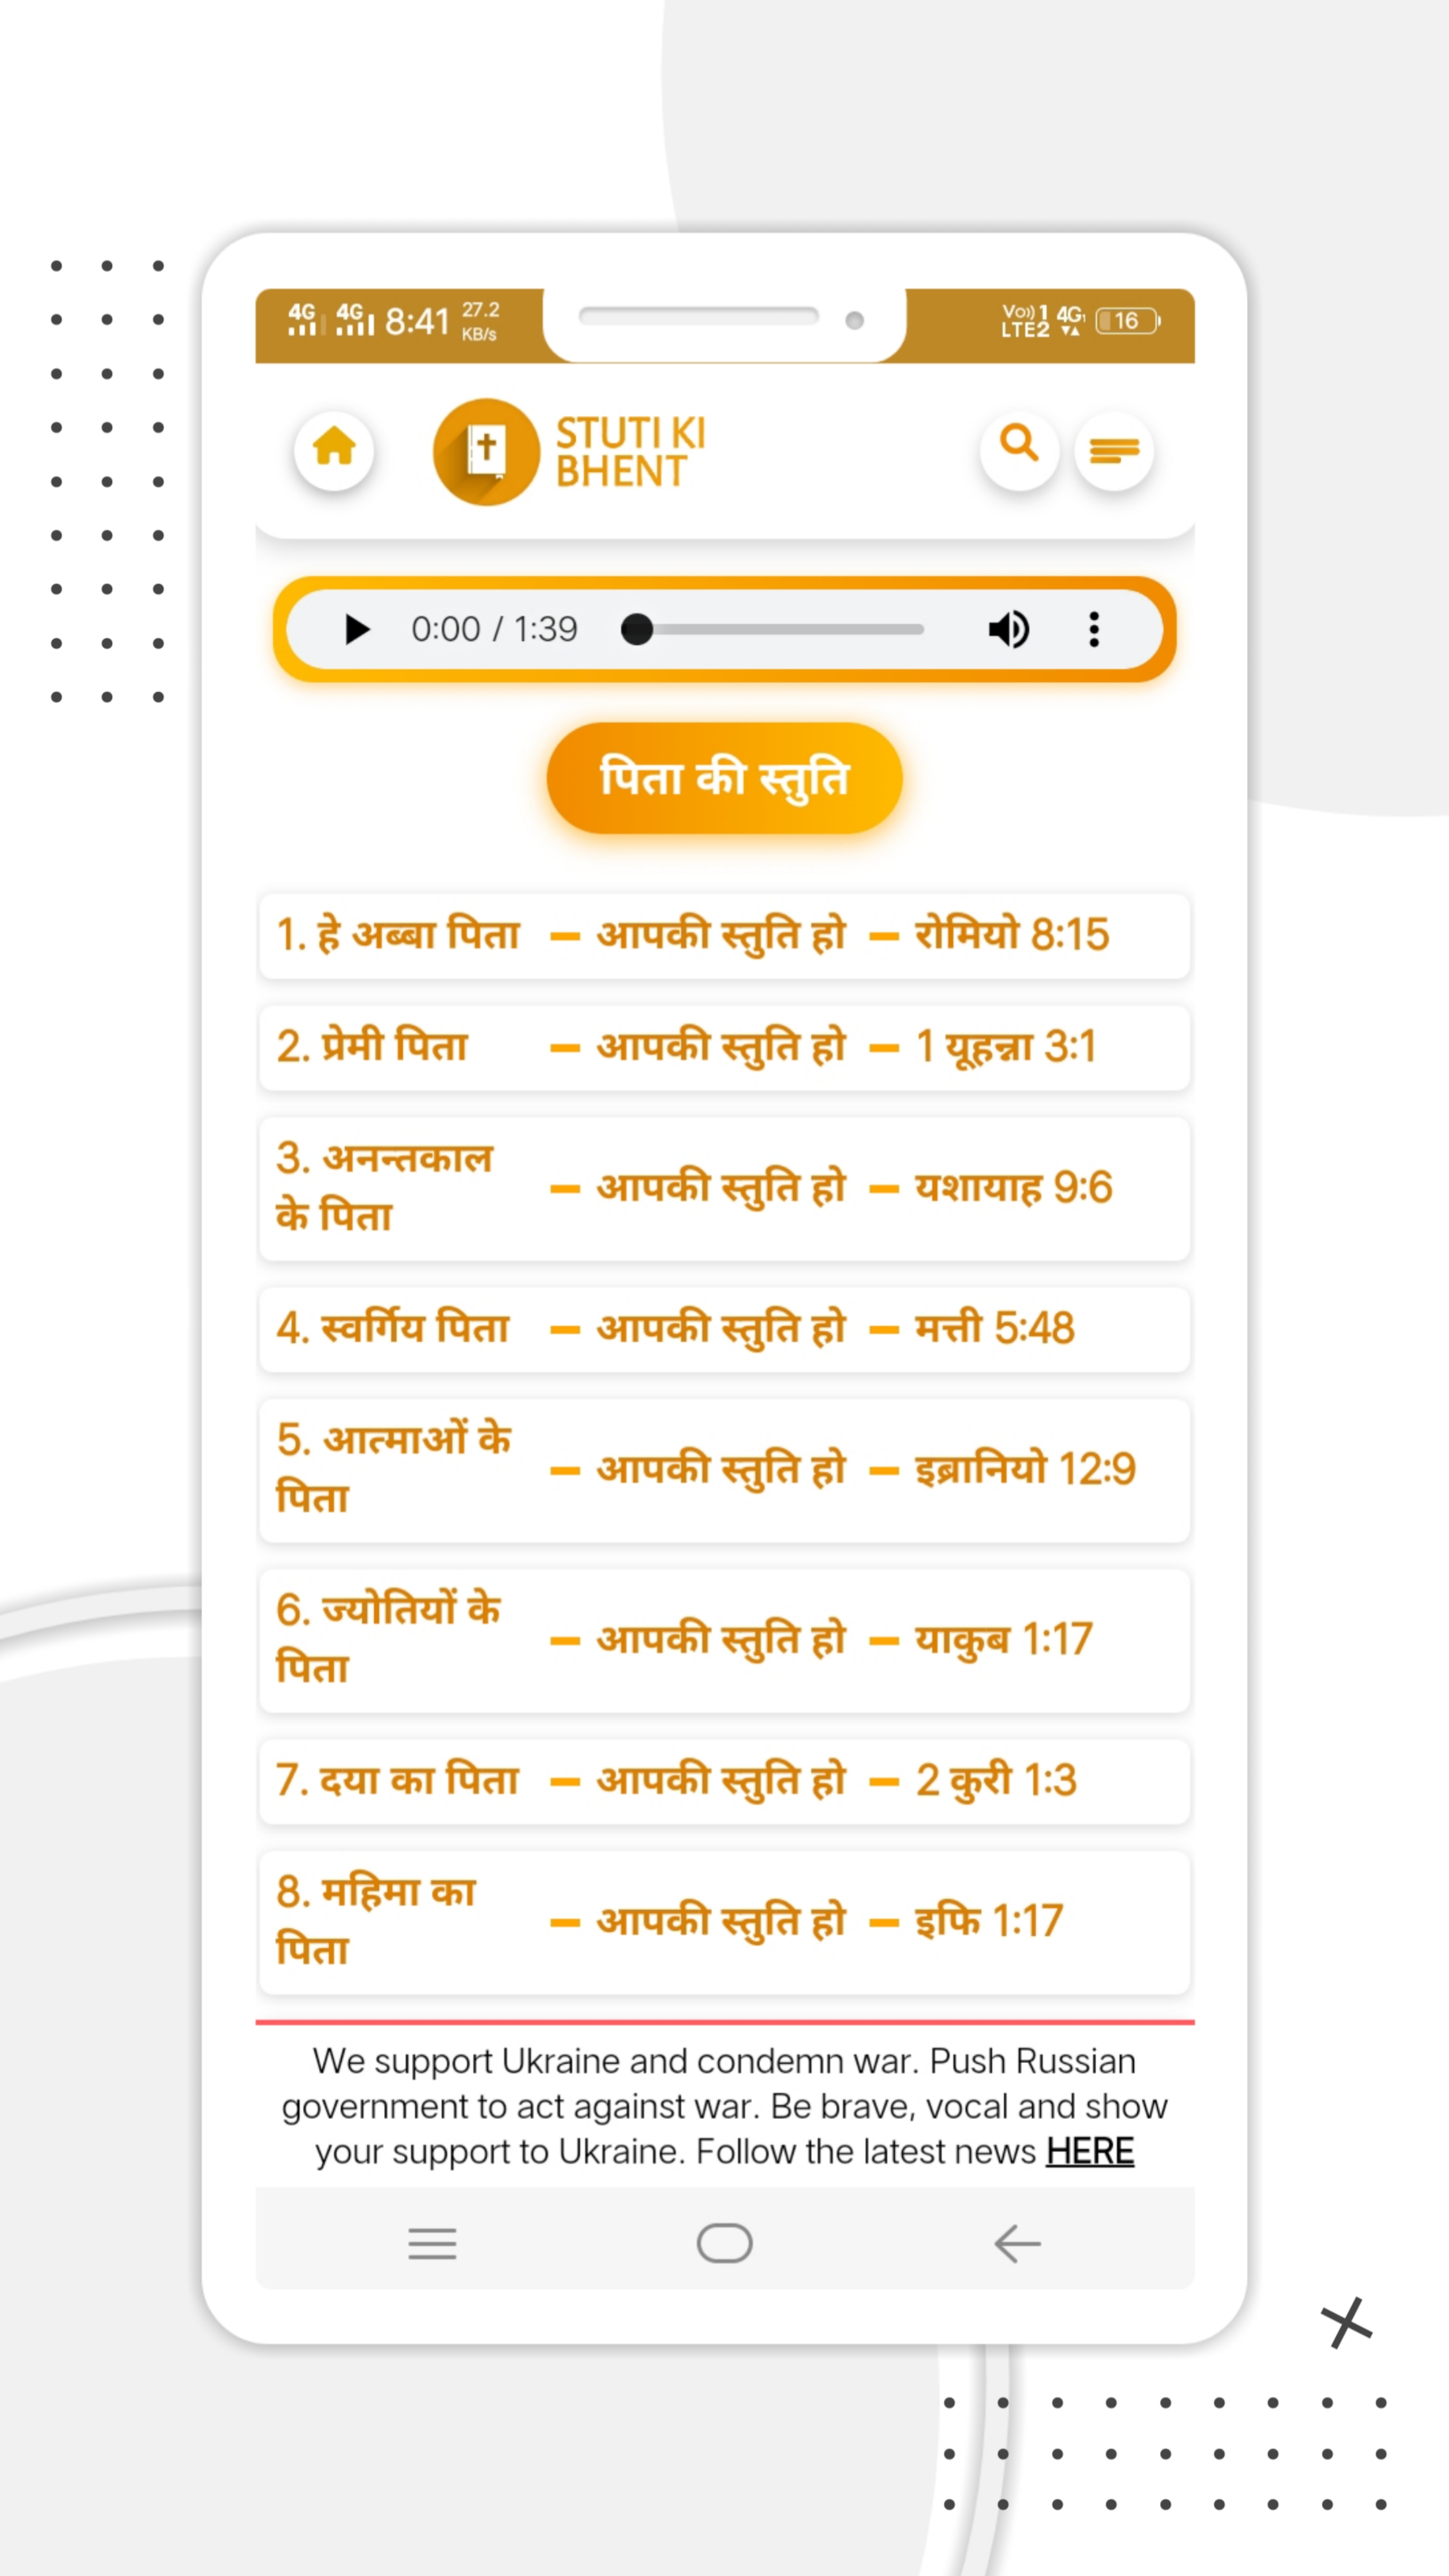 4G 4G 8:41 27.2 KB/s Vo)) 1 LTE2 4G 16
STUTI KI
BHENT
0:00 / 1:39
पिता की स्तुति
1. हे अब्बा पिता — आपकी स्तुति हो — रोमियो 8:15
2. प्रेमी पिता — आपकी स्तुति हो — 1 यूहन्ना 3:1
3. अनन्तकाल
के पिता — आपकी स्तुति हो — यशायाह 9:6
4. स्वर्गिय पिता — आपकी स्तुति हो — मत्ती 5:48
5. आत्माओं के
पिता — आपकी स्तुति हो — इब्रानियो 12:9
6. ज्योतियों के
पिता — आपकी स्तुति हो — याकुब 1:17
7. दया का पिता — आपकी स्तुति हो — 2 कुरी 1:3
8. महिमा का
पिता — आपकी स्तुति हो — इफि 1:17
We support Ukraine and condemn war. Push Russian
government to act against war. Be brave, vocal and show
your support to Ukraine. Follow the latest news HERE